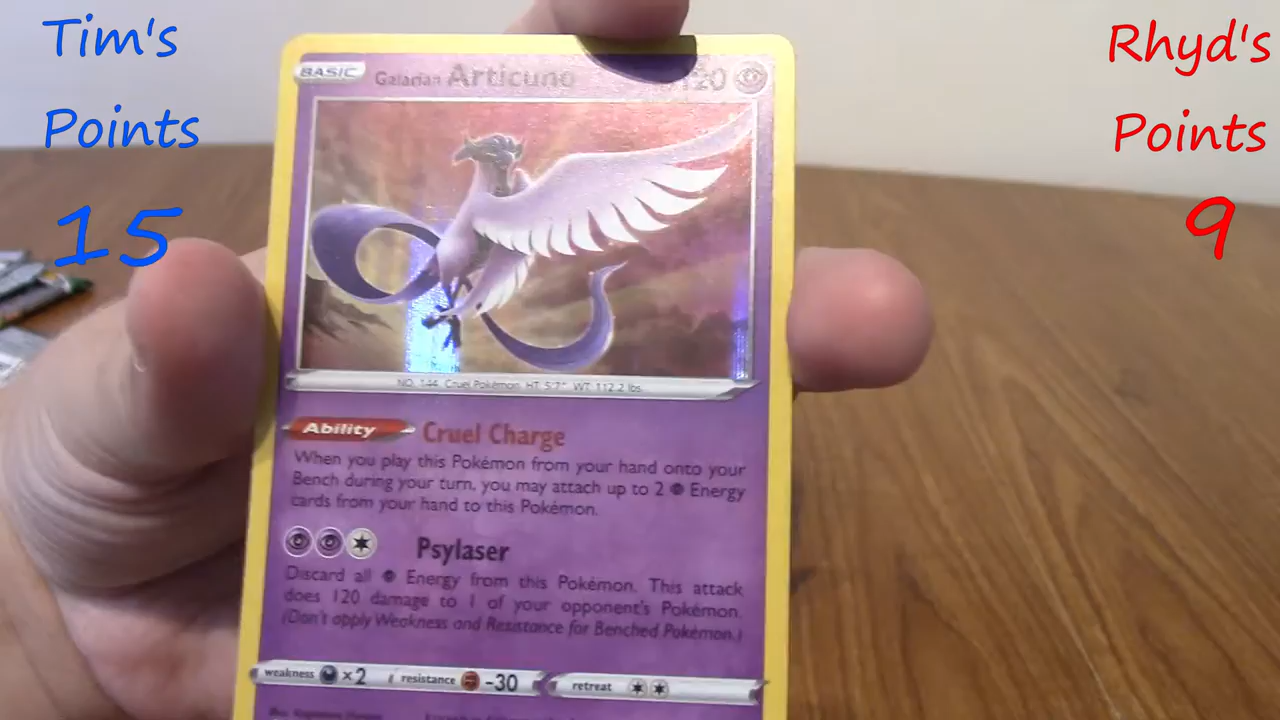 Tim's
Points
15
Rhyd's
Points
9
BASIC Galarian Articuno 120
NO. 144 Cruel Pokémon HT: 5'7" WT: 112.2 lbs.
Ability Cruel Charge
When you play this Pokémon from your hand onto your
Bench during your turn, you may attach up to 2 Energy
cards from your hand to this Pokémon.
Psylaser
Discard all Energy from this Pokémon. This attack
does 120 damage to 1 of your opponent's Pokémon.
(Don't apply Weakness and Resistance for Benched Pokémon.)
weakness ×2 resistance -30 retreat